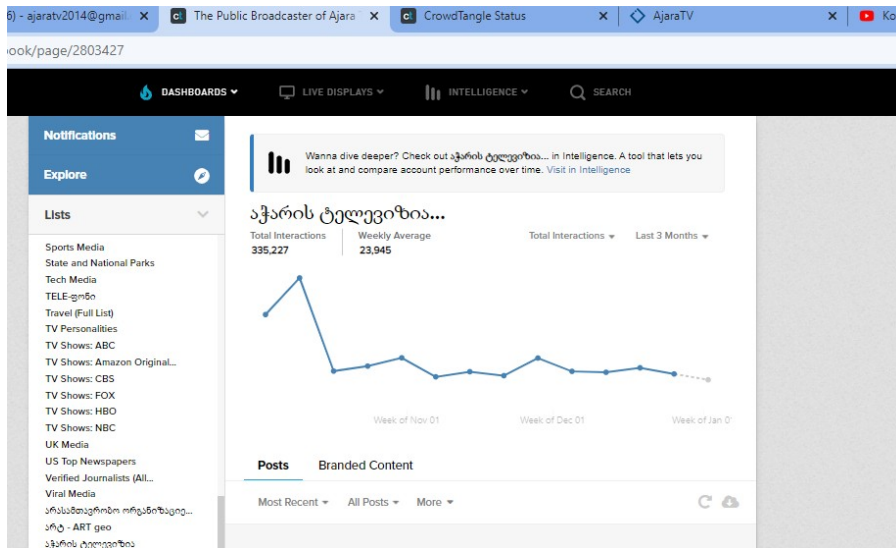 6) - ajaratv2014@gmail.
The Public Broadcaster of Ajara
CrowdTangle Status
AjaraTV
Ko
ook/page/2803427
DASHBOARDS
LIVE DISPLAYS
INTELLIGENCE
SEARCH
Notifications
Explore
Lists
Sports Media
State and National Parks
Tech Media
TELE-ფონი
Travel (Full List)
TV Personalities
TV Shows: ABC
TV Shows: Amazon Original...
TV Shows: CBS
TV Shows: FOX
TV Shows: HBO
TV Shows: NBC
UK Media
US Top Newspapers
Verified Journalists (All...
Viral Media
არასამთავრობო ორგანიზაციე...
არტ - ART geo
აჭარის ტელევიზია
Wanna dive deeper? Check out აჭარის ტელევიზია... in Intelligence. A tool that lets you
look at and compare account performance over time. Visit in Intelligence
აჭარის ტელევიზია...
Total Interactions
335,227
Weekly Average
23,945
Total Interactions
Last 3 Months
Week of Nov 01
Week of Dec 01
Week of Jan 0
Posts
Branded Content
Most Recent
All Posts
More